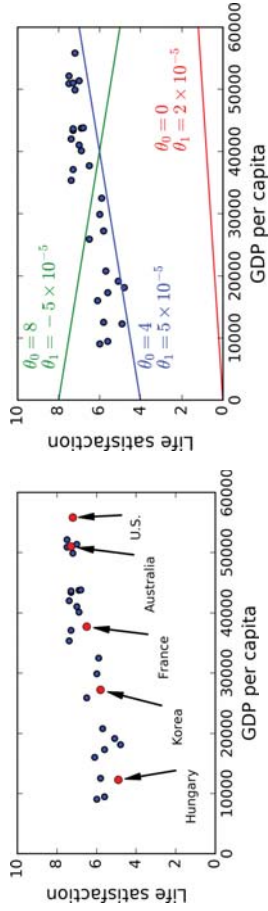 10
8
6
4
2
0
0
10000
20000
30000
40000
50000
60000
Life satisfaction
GDP per capita
Hungary
Korea
France
Australia
U.S.
10
8
6
4
2
0
0
10000
20000
30000
40000
50000
60000
Life satisfaction
GDP per capita
θ₀ = 8
θ₁ = − 5 × 10⁻⁵
θ₀ = 4
θ₁ = 5 × 10⁻⁵
θ₀ = 0
θ₁ = 2 × 10⁻⁵